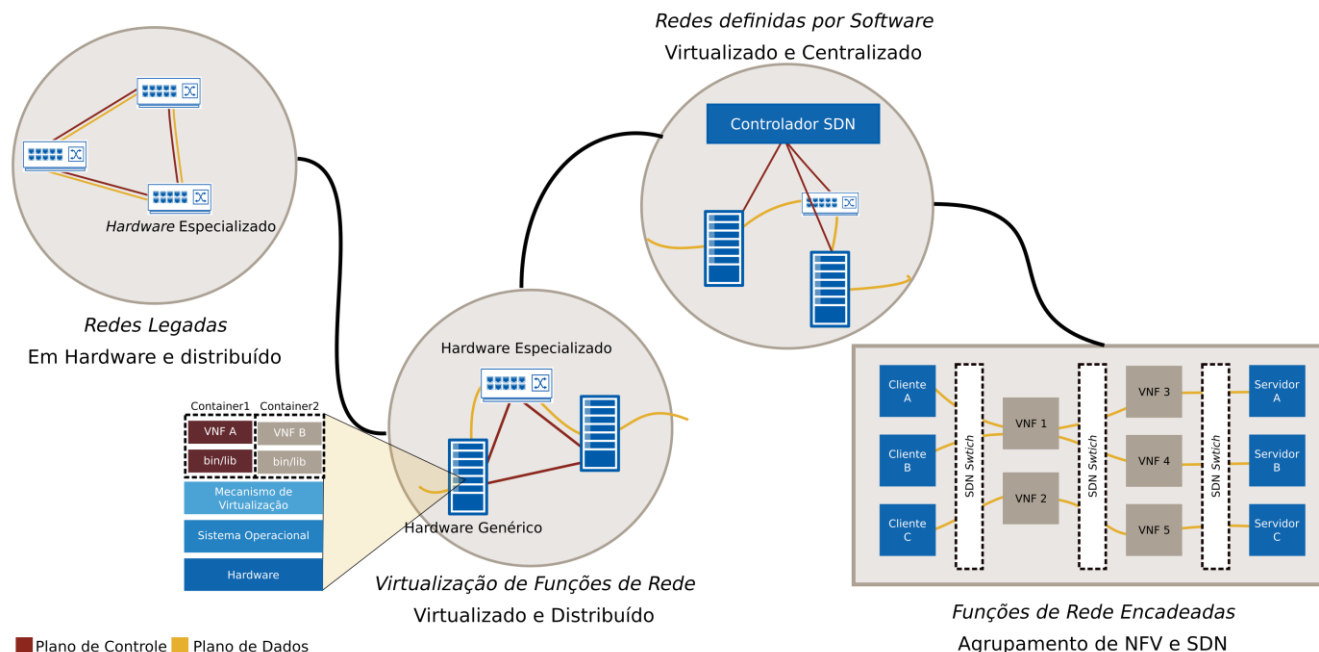 Redes definidas por Software
Virtualizado e Centralizado
Controlador SDN
Hardware Especializado
Redes Legadas
Em Hardware e distribuído
Hardware Especializado
Hardware Genérico
Container1
Container2
VNF A
VNF B
bin/lib
bin/lib
Mecanismo de
Virtualização
Sistema Operacional
Hardware
Virtualização de Funções de Rede
Virtualizado e Distribuído
Cliente
A
Cliente
B
Cliente
C
SDN Swtich
VNF 1
VNF 2
SDN Swtich
VNF 3
VNF 4
VNF 5
SDN Swtich
Servidor
A
Servidor
B
Servidor
C
Funções de Rede Encadeadas
Agrupamento de NFV e SDN
Plano de Controle
Plano de Dados